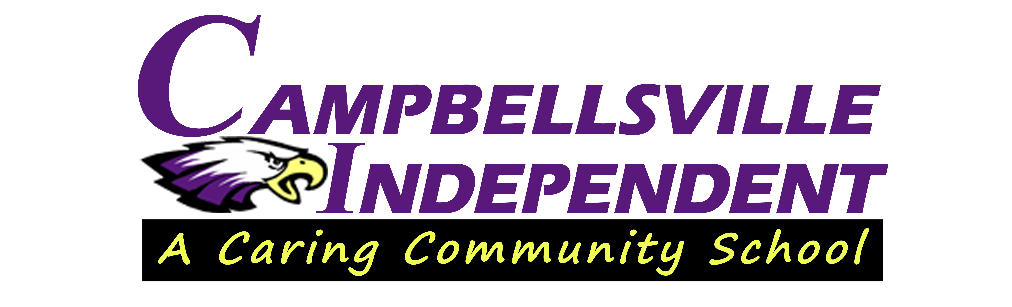 CAMPBELLSVILLE
INDEPENDENT
A Caring Community School